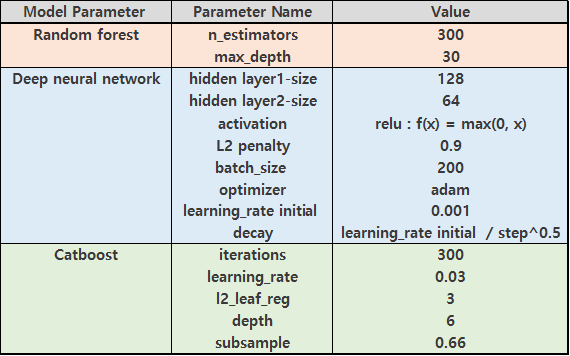 Model Parameter Parameter Name Value
Random forest n_estimators 300
max_depth 30
Deep neural network hidden layer1-size 128
hidden layer2-size 64
activation relu : f(x) = max(0, x)
L2 penalty 0.9
batch_size 200
optimizer adam
learning_rate initial 0.001
decay learning_rate initial / step^0.5
Catboost iterations 300
learning_rate 0.03
l2_leaf_reg 3
depth 6
subsample 0.66